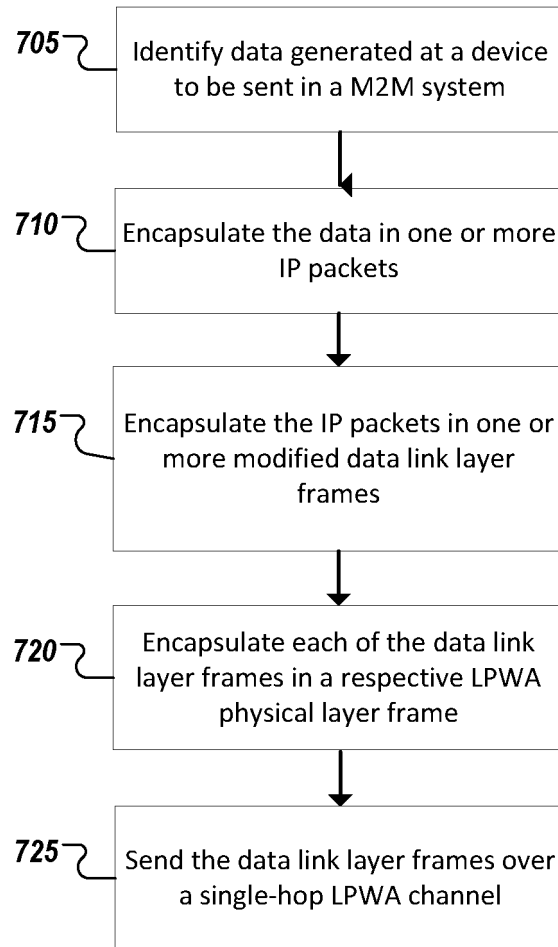 705
Identify data generated at a device
to be sent in a M2M system
710
Encapsulate the data in one or more
IP packets
715
Encapsulate the IP packets in one or
more modified data link layer
frames
720
Encapsulate each of the data link
layer frames in a respective LPWA
physical layer frame
725
Send the data link layer frames over
a single-hop LPWA channel